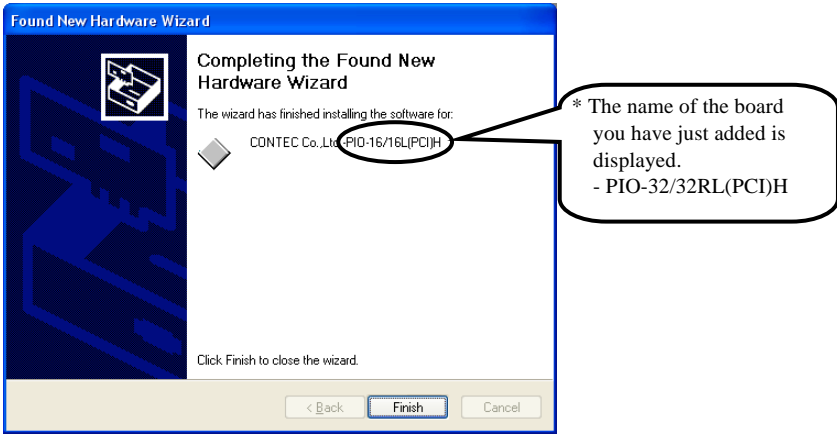 Found New Hardware Wizard
Completing the Found New
Hardware Wizard
The wizard has finished installing the software for:
CONTEC Co.,Ltd.-PIO-16/16L(PCI)H
Click Finish to close the wizard.
< Back
Finish
Cancel
* The name of the board
you have just added is
displayed.
- PIO-32/32RL(PCI)H